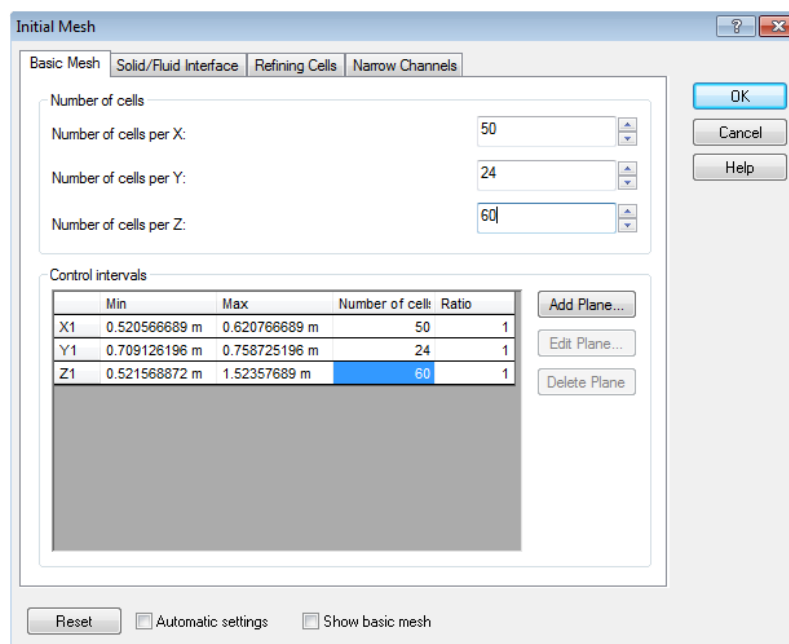 Initial Mesh
Basic Mesh Solid/Fluid Interface Refining Cells Narrow Channels
Number of cells
Number of cells per X: 50
Number of cells per Y: 24
Number of cells per Z: 60
OK
Cancel
Help
Control intervals
Min Max Number of cells Ratio
X1 0.520566689 m 0.620766689 m 50 1
Y1 0.709126196 m 0.758725196 m 24 1
Z1 0.521568872 m 1.52357689 m 60 1
Add Plane...
Edit Plane...
Delete Plane
Reset Automatic settings Show basic mesh